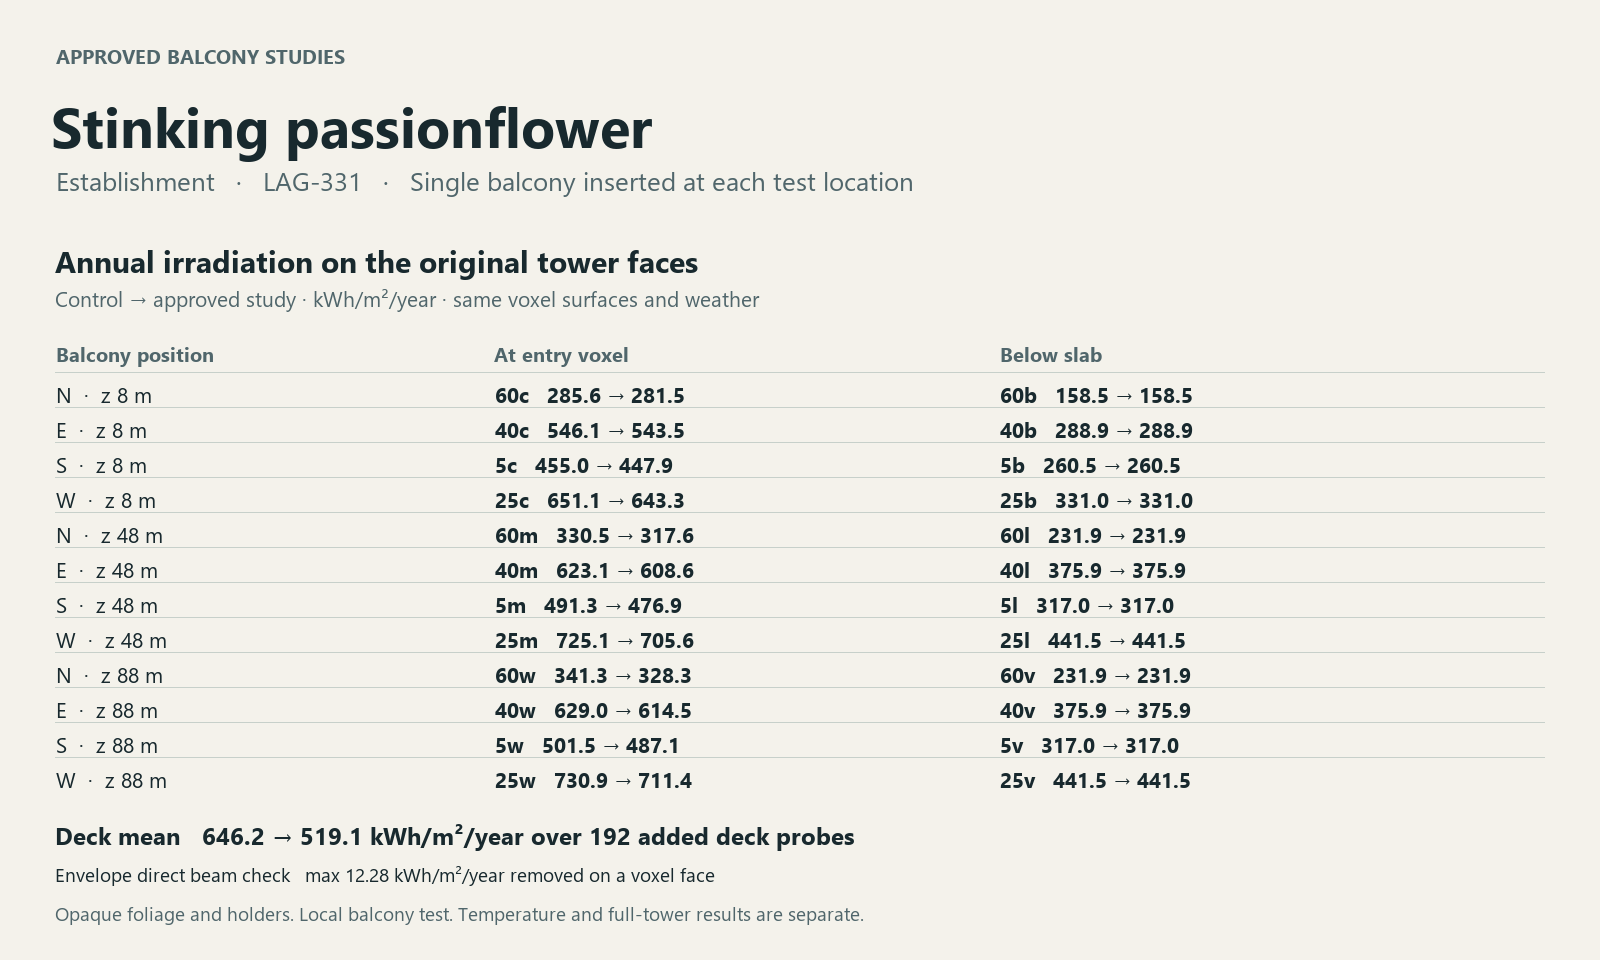 APPROVED BALCONY STUDIES
Stinking passionflower
Establishment · LAG-331 · Single balcony inserted at each test location
Annual irradiation on the original tower faces
Control → approved study · kWh/m²/year · same voxel surfaces and weather
Balcony position At entry voxel Below slab
N · z 8 m 60c 285.6 → 281.5 60b 158.5 → 158.5
E · z 8 m 40c 546.1 → 543.5 40b 288.9 → 288.9
S · z 8 m 5c 455.0 → 447.9 5b 260.5 → 260.5
W · z 8 m 25c 651.1 → 643.3 25b 331.0 → 331.0
N · z 48 m 60m 330.5 → 317.6 60l 231.9 → 231.9
E · z 48 m 40m 623.1 → 608.6 40l 375.9 → 375.9
S · z 48 m 5m 491.3 → 476.9 5l 317.0 → 317.0
W · z 48 m 25m 725.1 → 705.6 25l 441.5 → 441.5
N · z 88 m 60w 341.3 → 328.3 60v 231.9 → 231.9
E · z 88 m 40w 629.0 → 614.5 40v 375.9 → 375.9
S · z 88 m 5w 501.5 → 487.1 5v 317.0 → 317.0
W · z 88 m 25w 730.9 → 711.4 25v 441.5 → 441.5
Deck mean 646.2 → 519.1 kWh/m²/year over 192 added deck probes
Envelope direct beam check max 12.28 kWh/m²/year removed on a voxel face
Opaque foliage and holders. Local balcony test. Temperature and full-tower results are separate.